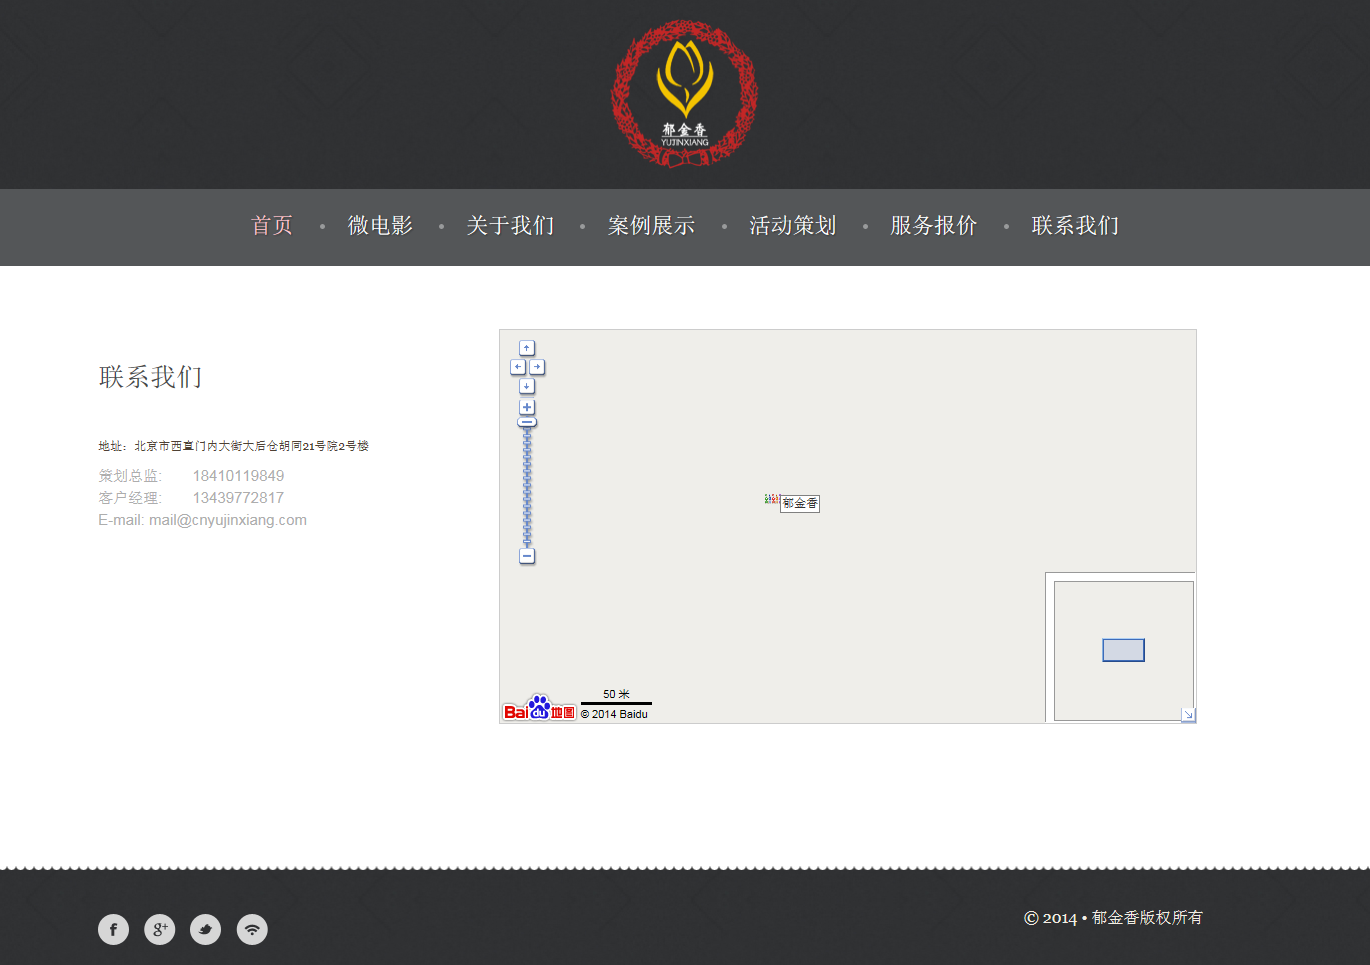 郁金香
YUJINXIANG
首页 • 微电影 • 关于我们 • 案例展示 • 活动策划 • 服务报价 • 联系我们
联系我们
地址：北京市西直门内大街大后仓胡同21号院2号楼
策划总监: 18410119849
客户经理: 13439772817
E-mail: mail@cnyujinxiang.com
郁金香
50 米
Bai du 地图
© 2014 Baidu
© 2014 • 郁金香版权所有